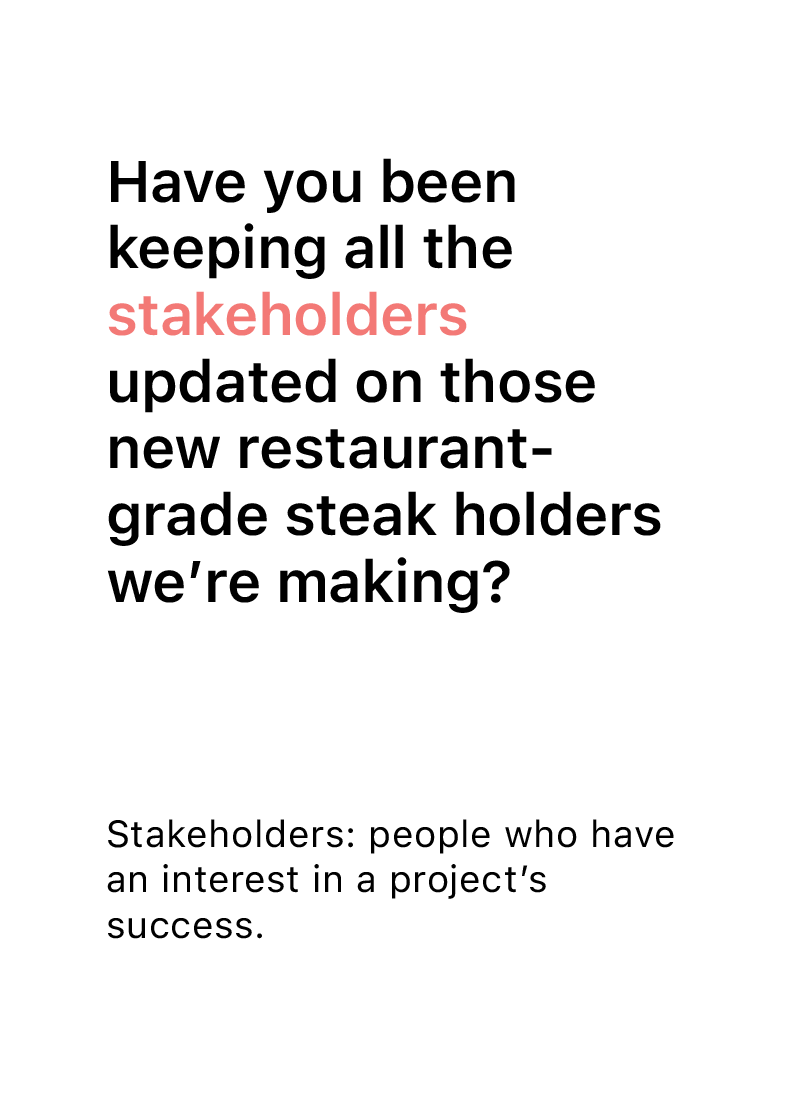 Have you been
keeping all the
stakeholders
updated on those
new restaurant-
grade steak holders
we’re making?
Stakeholders: people who have
an interest in a project’s
success.